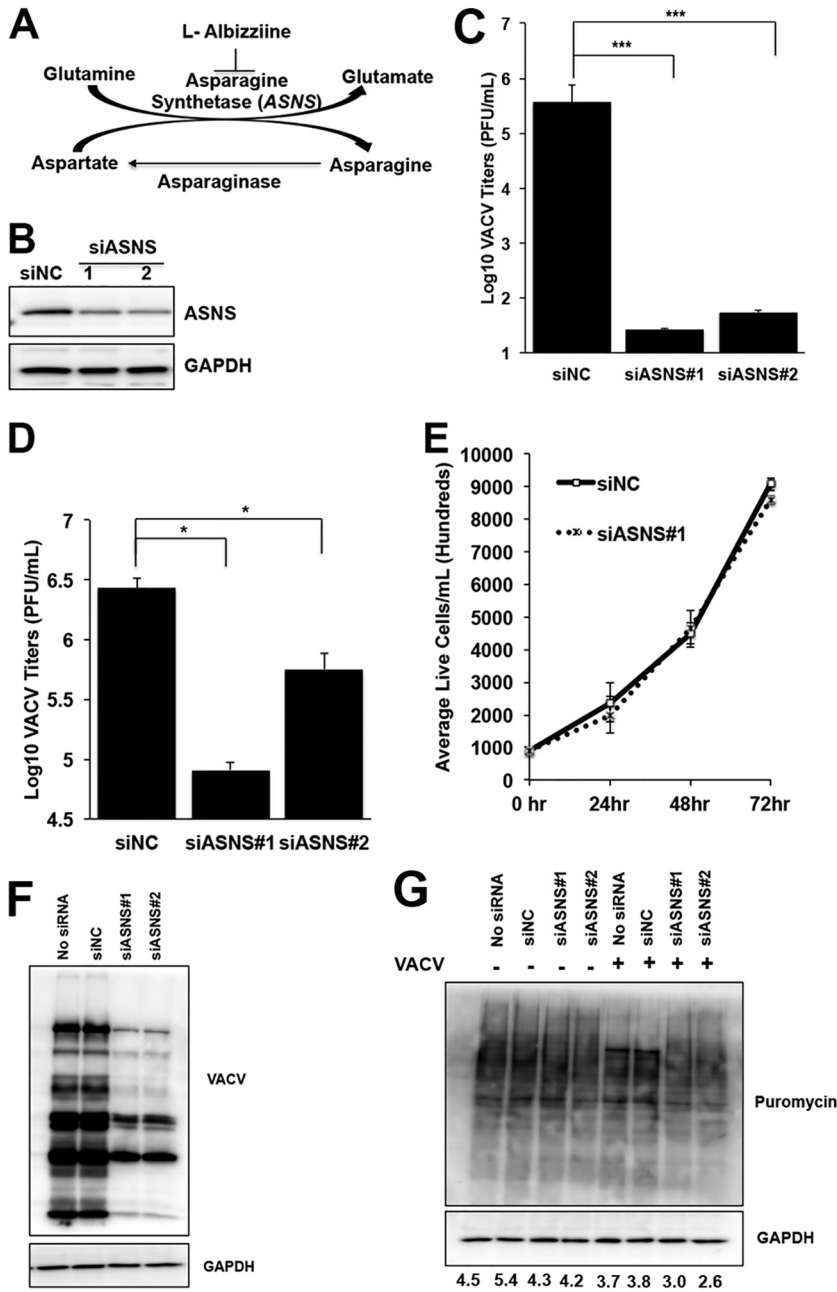 A
L- Albizziine
Glutamine
Asparagine
Synthetase (ASNS)
Glutamate
Aspartate
Asparaginase
Asparagine
B
siASNS
siNC 1 2
ASNS
GAPDH
C
Log10 VACV Titers (PFU/mL)
7
6
5
4
3
2
1
***
***
siNC siASNS#1 siASNS#2
D
Log10 VACV Titers (PFU/mL)
7
6.5
6
5.5
5
4.5
*
*
siNC siASNS#1 siASNS#2
E
Average Live Cells/mL (Hundreds)
10000
9000
8000
7000
6000
5000
4000
3000
2000
1000
0
siNC
siASNS#1
0 hr 24hr 48hr 72hr
F
No siRNA
siNC
siASNS#1
siASNS#2
VACV
GAPDH
G
No siRNA
siNC
siASNS#1
siASNS#2
No siRNA
siNC
siASNS#1
siASNS#2
VACV - - - - + + + +
Puromycin
GAPDH
4.5 5.4 4.3 4.2 3.7 3.8 3.0 2.6